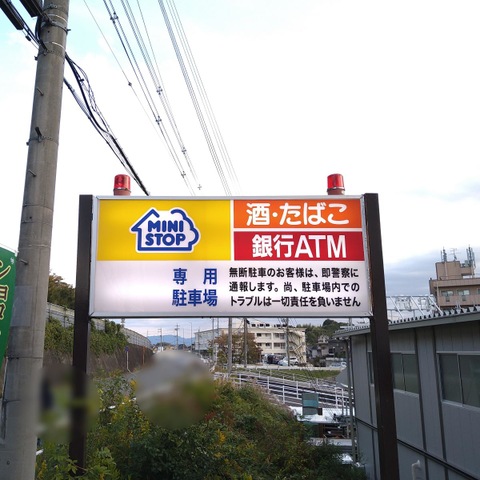 MINI
STOP
酒・たばこ
銀行ATM
専用
駐車場
無断駐車のお客様は、即警察に
通報します。尚、駐車場内での
トラブルは一切責任を負いません